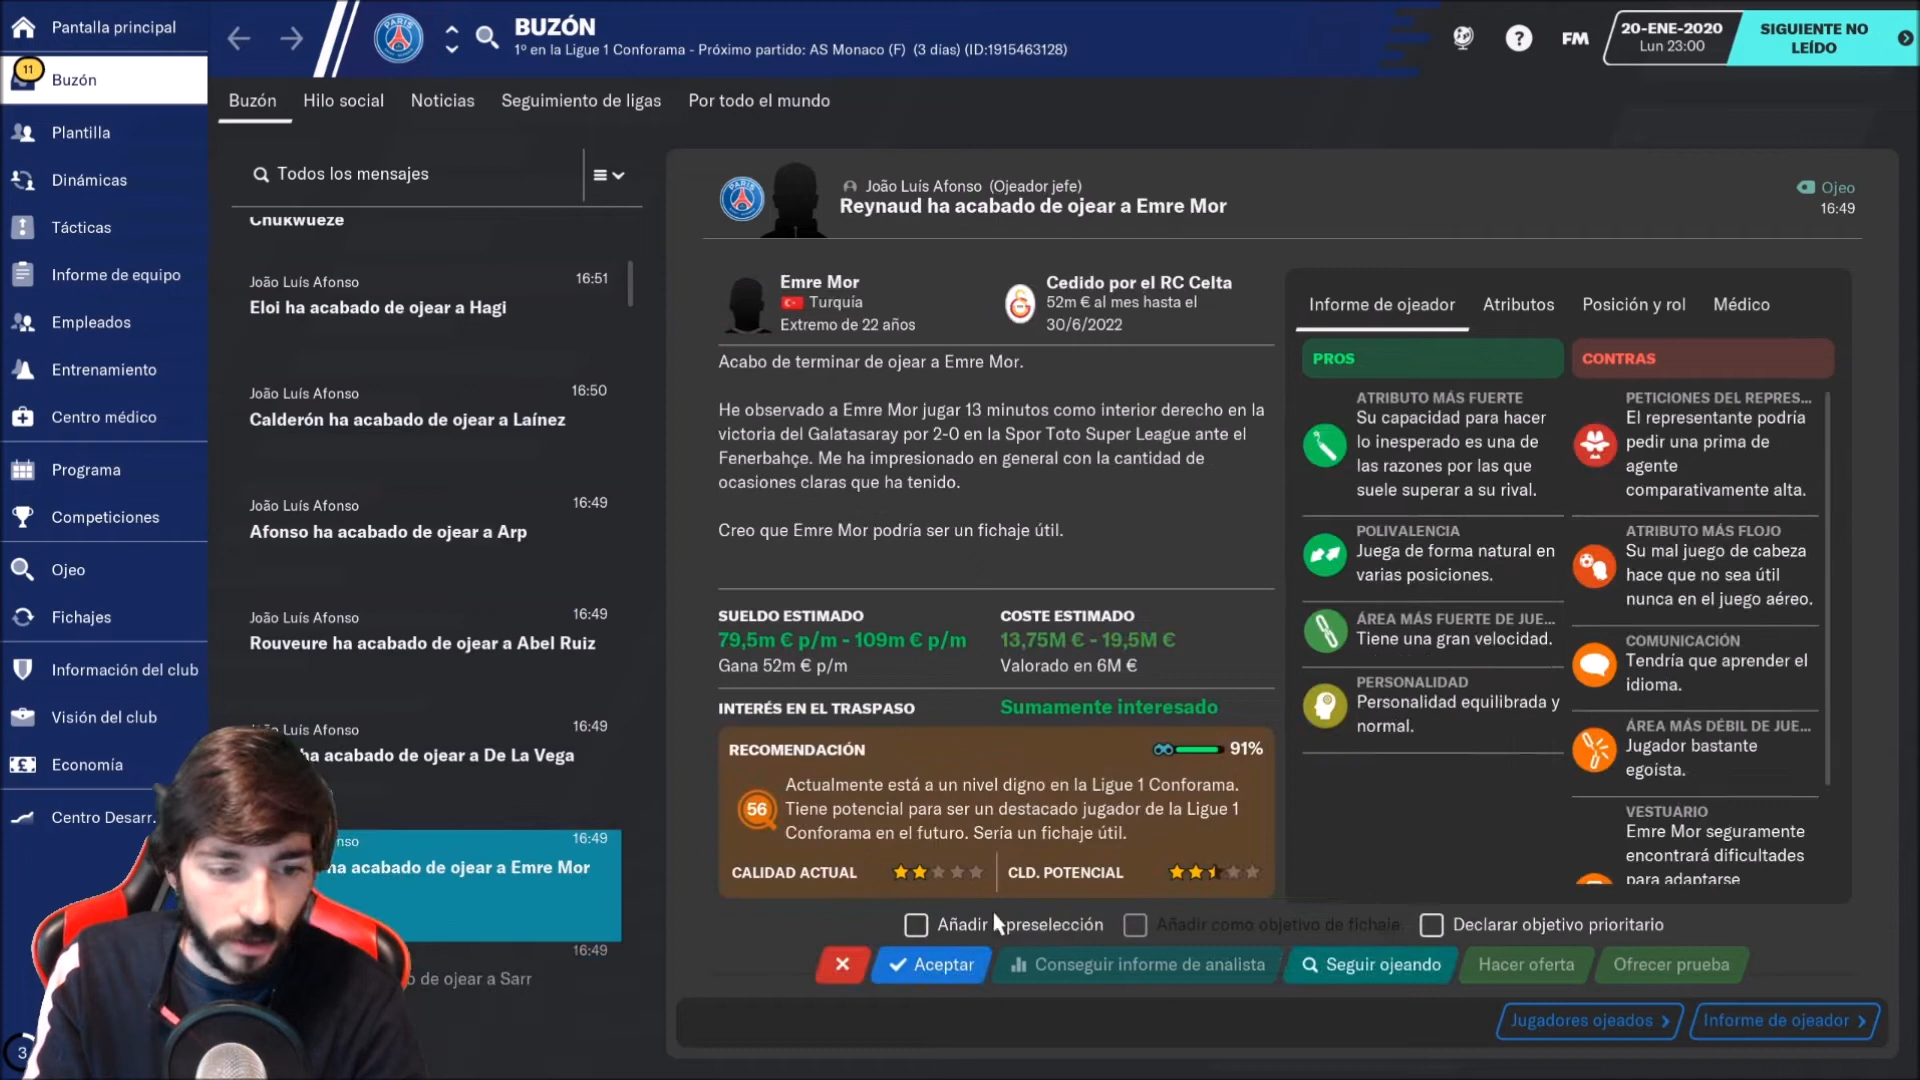 Pantalla principal
11
Buzón
Plantilla
Dinámicas
Tácticas
Informe de equipo
Empleados
Entrenamiento
Centro médico
Programa
Competiciones
Ojeo
Fichajes
Información del club
Visión del club
Economía
Centro Desarr.
3
PARIS
BUZÓN
1º en la Ligue 1 Conforama - Próximo partido: AS Monaco (F) (3 días) (ID:1915463128)
?
FM
20-ENE-2020
Lun 23:00
SIGUIENTE NO
LEÍDO
Buzón
Hilo social
Noticias
Seguimiento de ligas
Por todo el mundo
Todos los mensajes
Chukwueze
João Luís Afonso
16:51
Eloi ha acabado de ojear a Hagi
João Luís Afonso
16:50
Calderón ha acabado de ojear a Laínez
João Luís Afonso
16:49
Afonso ha acabado de ojear a Arp
João Luís Afonso
16:49
Rouveure ha acabado de ojear a Abel Ruiz
Luís Afonso
16:49
ha acabado de ojear a De La Vega
nso
16:49
ha acabado de ojear a Emre Mor
16:49
o de ojear a Sarr
PARIS
João Luís Afonso (Ojeador jefe)
Reynaud ha acabado de ojear a Emre Mor
Ojeo
16:49
Emre Mor
Turquía
Extremo de 22 años
Cedido por el RC Celta
52m € al mes hasta el
30/6/2022
Acabo de terminar de ojear a Emre Mor.
He observado a Emre Mor jugar 13 minutos como interior derecho en la
victoria del Galatasaray por 2-0 en la Spor Toto Super League ante el
Fenerbahçe. Me ha impresionado en general con la cantidad de
ocasiones claras que ha tenido.
Creo que Emre Mor podría ser un fichaje útil.
SUELDO ESTIMADO
79,5m € p/m - 109m € p/m
Gana 52m € p/m
COSTE ESTIMADO
13,75M € - 19,5M €
Valorado en 6M €
INTERÉS EN EL TRASPASO
Sumamente interesado
RECOMENDACIÓN
91%
56
Actualmente está a un nivel digno en la Ligue 1 Conforama.
Tiene potencial para ser un destacado jugador de la Ligue 1
Conforama en el futuro. Sería un fichaje útil.
CALIDAD ACTUAL
CLD. POTENCIAL
Informe de ojeador
Atributos
Posición y rol
Médico
PROS
ATRIBUTO MÁS FUERTE
Su capacidad para hacer
lo inesperado es una de
las razones por las que
suele superar a su rival.
POLIVALENCIA
Juega de forma natural en
varias posiciones.
ÁREA MÁS FUERTE DE JUE...
Tiene una gran velocidad.
PERSONALIDAD
Personalidad equilibrada y
normal.
CONTRAS
PETICIONES DEL REPRES...
El representante podría
pedir una prima de
agente
comparativamente alta.
ATRIBUTO MÁS FLOJO
Su mal juego de cabeza
hace que no sea útil
nunca en el juego aéreo.
COMUNICACIÓN
Tendría que aprender el
idioma.
ÁREA MÁS DÉBIL DE JUE...
Jugador bastante
egoísta.
VESTUARIO
Emre Mor seguramente
encontrará dificultades
para adaptarse
Añadir preselección
Añadir como objetivo de fichaje
Declarar objetivo prioritario
Aceptar
Conseguir informe de analista
Seguir ojeando
Hacer oferta
Ofrecer prueba
Jugadores ojeados
Informe de ojeador